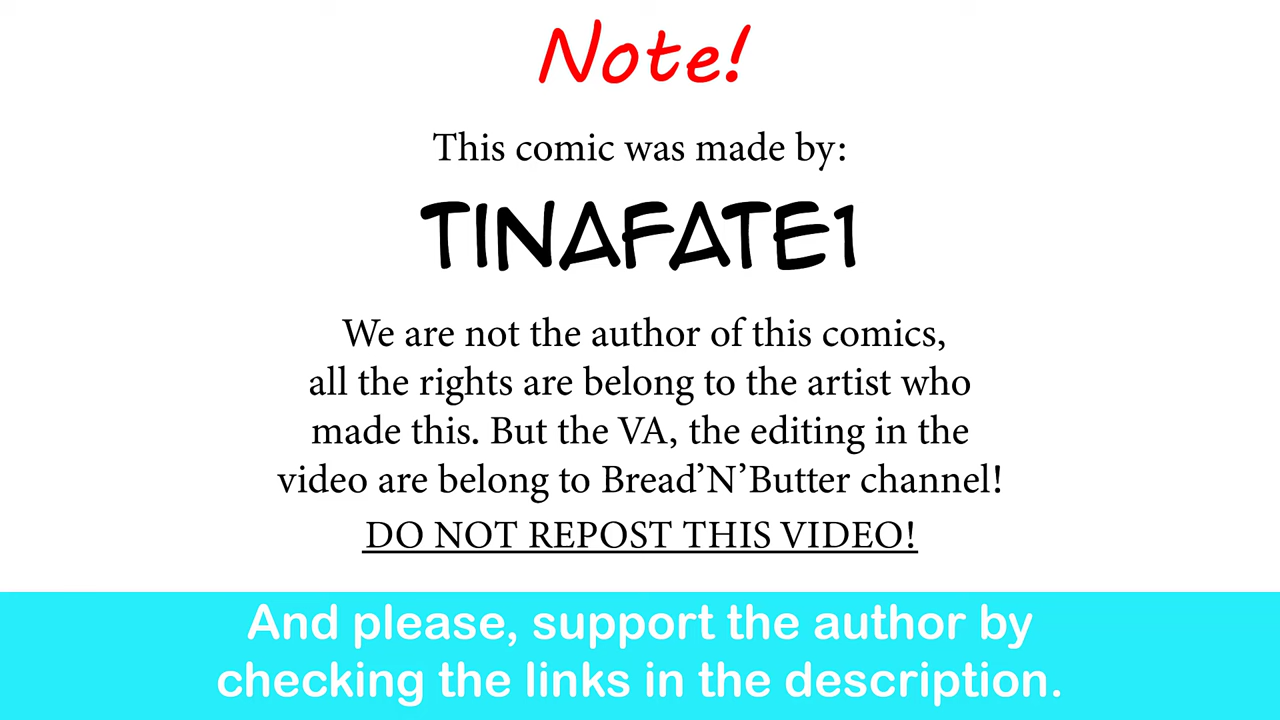 Note!
This comic was made by:
TINAFATE1
We are not the author of this comics,
all the rights are belong to the artist who
made this. But the VA, the editing in the
video are belong to Bread’N’Butter channel!
DO NOT REPOST THIS VIDEO!
And please, support the author by
checking the links in the description.